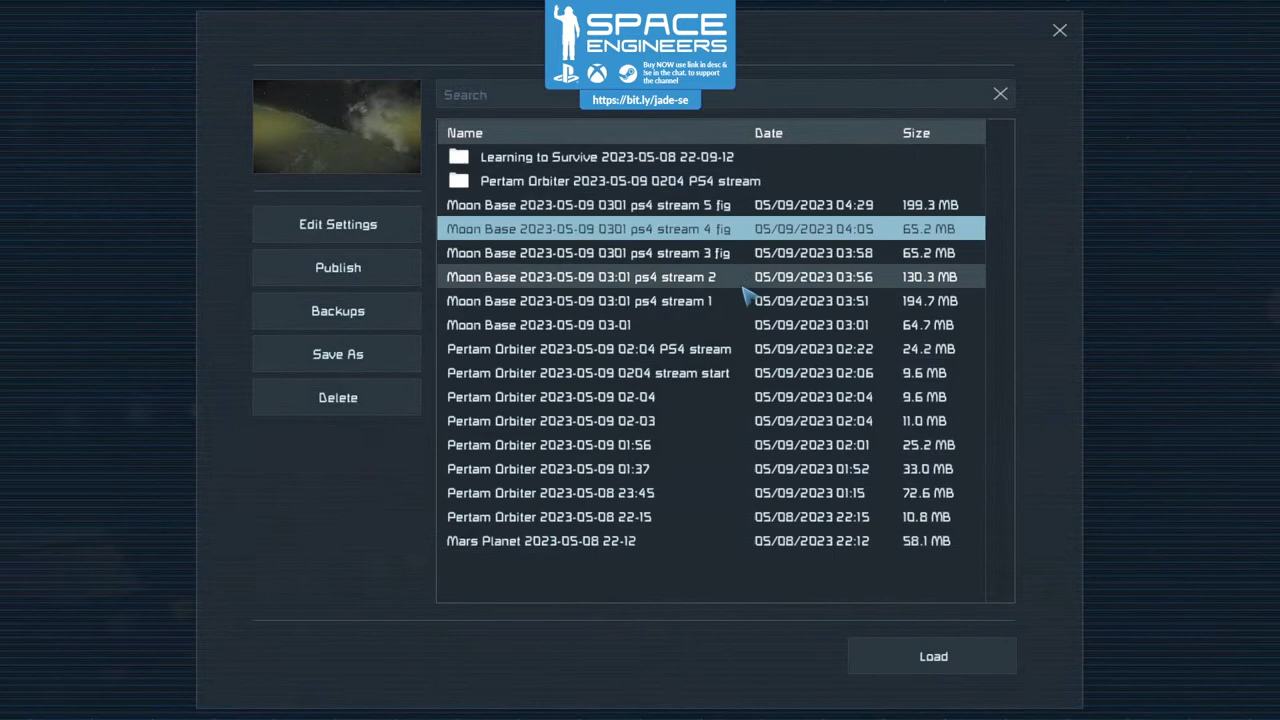 SPACE
ENGINEERS
Buy NOW use link in desc &
!se in the chat. to support
the channel
https://bit.ly/jade-se
Search
Name Date Size
Learning to Survive 2023-05-08 22-09-12
Pertam Orbiter 2023-05-09 0204 PS4 stream
Moon Base 2023-05-09 0301 ps4 stream 5 fig 05/09/2023 04:29 199.3 MB
Moon Base 2023-05-09 0301 ps4 stream 4 fig 05/09/2023 04:05 65.2 MB
Moon Base 2023-05-09 0301 ps4 stream 3 fig 05/09/2023 03:58 65.2 MB
Moon Base 2023-05-09 03:01 ps4 stream 2 05/09/2023 03:56 130.3 MB
Moon Base 2023-05-09 03:01 ps4 stream 1 05/09/2023 03:51 194.7 MB
Moon Base 2023-05-09 03-01 05/09/2023 03:01 64.7 MB
Pertam Orbiter 2023-05-09 02:04 PS4 stream 05/09/2023 02:22 24.2 MB
Pertam Orbiter 2023-05-09 0204 stream start 05/09/2023 02:06 9.6 MB
Pertam Orbiter 2023-05-09 02-04 05/09/2023 02:04 9.6 MB
Pertam Orbiter 2023-05-09 02-03 05/09/2023 02:04 11.0 MB
Pertam Orbiter 2023-05-09 01:56 05/09/2023 02:01 25.2 MB
Pertam Orbiter 2023-05-09 01:37 05/09/2023 01:52 33.0 MB
Pertam Orbiter 2023-05-08 23:45 05/09/2023 01:15 72.6 MB
Pertam Orbiter 2023-05-08 22-15 05/08/2023 22:15 10.8 MB
Mars Planet 2023-05-08 22-12 05/08/2023 22:12 58.1 MB
Edit Settings
Publish
Backups
Save As
Delete
Load